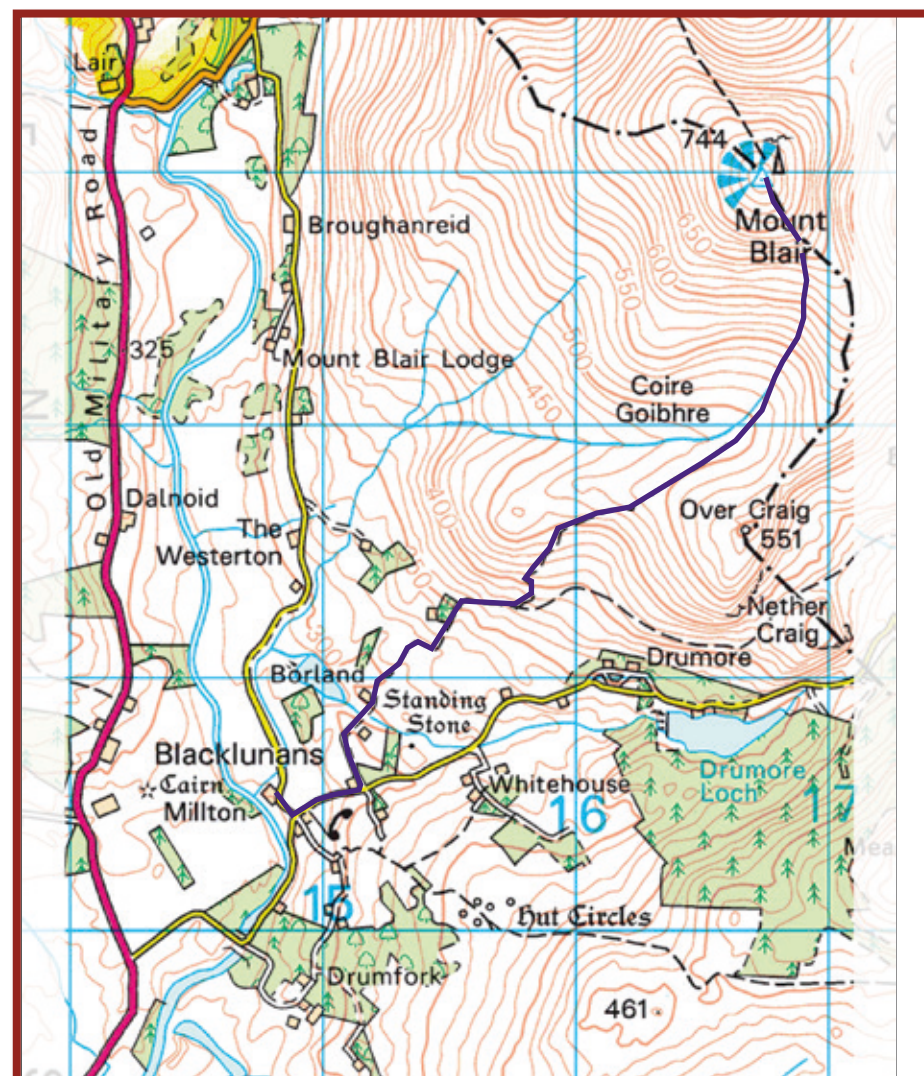 Lair
744
Old Military Road
Mount
Blair
Broughanreid
650
600
550
500
325
Mount Blair Lodge
Coire
Goibhre
450
400
Dalnoid
The
Westerton
Over Craig
551
Nether
Craig
300
Borland
Drumore
Standing
Stone
Blacklunans
Cairn
Millton
Whitehouse
Drumore
Loch
16
17
Mea
15
Hut Circles
Drumfork
461